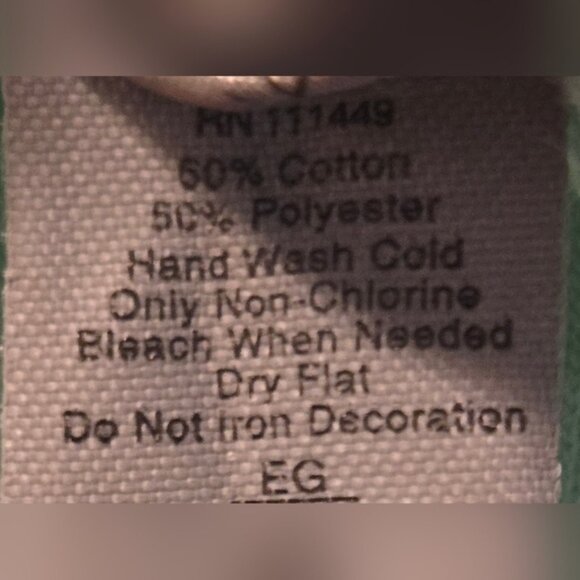 RN 111449
50% Cotton
50% Polyester
Hand Wash Cold
Only Non-Chlorine
Bleach When Needed
Dry Flat
Do Not Iron Decoration
EG